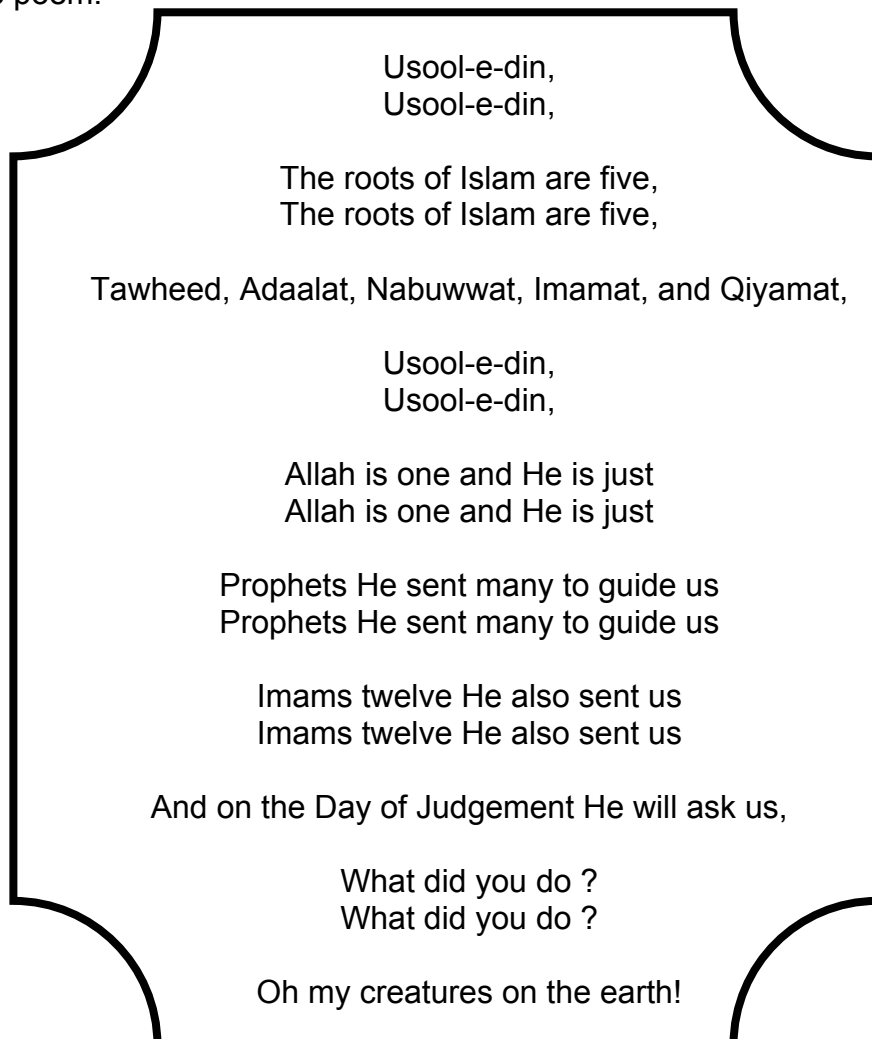 poem.
Usool-e-din,
Usool-e-din,
The roots of Islam are five,
The roots of Islam are five,
Tawheed, Adaalat, Nabuwwat, Imamat, and Qiyamat,
Usool-e-din,
Usool-e-din,
Allah is one and He is just
Allah is one and He is just
Prophets He sent many to guide us
Prophets He sent many to guide us
Imams twelve He also sent us
Imams twelve He also sent us
And on the Day of Judgement He will ask us,
What did you do ?
What did you do ?
Oh my creatures on the earth!